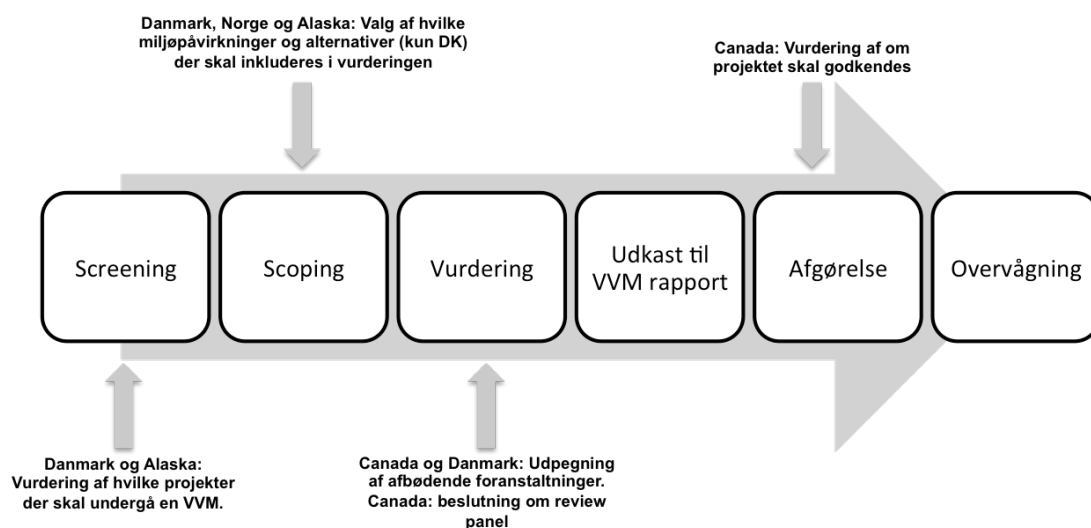 Danmark, Norge og Alaska: Valg af hvilke
miljøpåvirkninger og alternativer (kun DK)
der skal inkluderes i vurderingen
Canada: Vurdering af om
projektet skal godkendes
Screening
Scoping
Vurdering
Udkast til
VVM rapport
Afgørelse
Overvågning
Danmark og Alaska:
Vurdering af hvilke projekter
der skal undergå en VVM.
Canada og Danmark: Udpegning
af afbødende foranstaltninger.
Canada: beslutning om review
panel